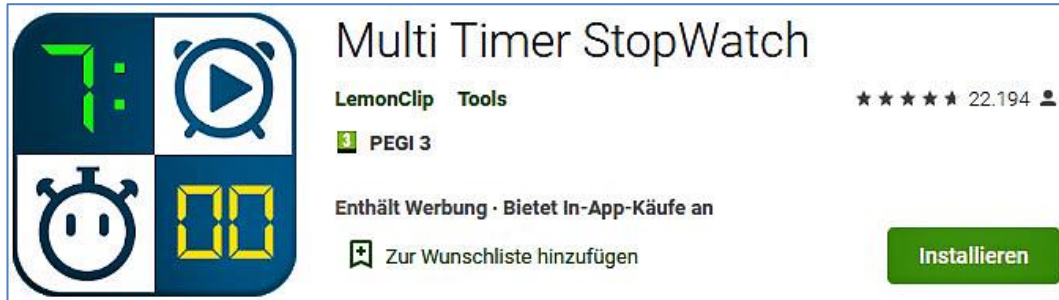 7:
00
Multi Timer StopWatch
LemonClip Tools
22.194
3 PEGI 3
Enthält Werbung · Bietet In-App-Käufe an
Zur Wunschliste hinzufügen
Installieren